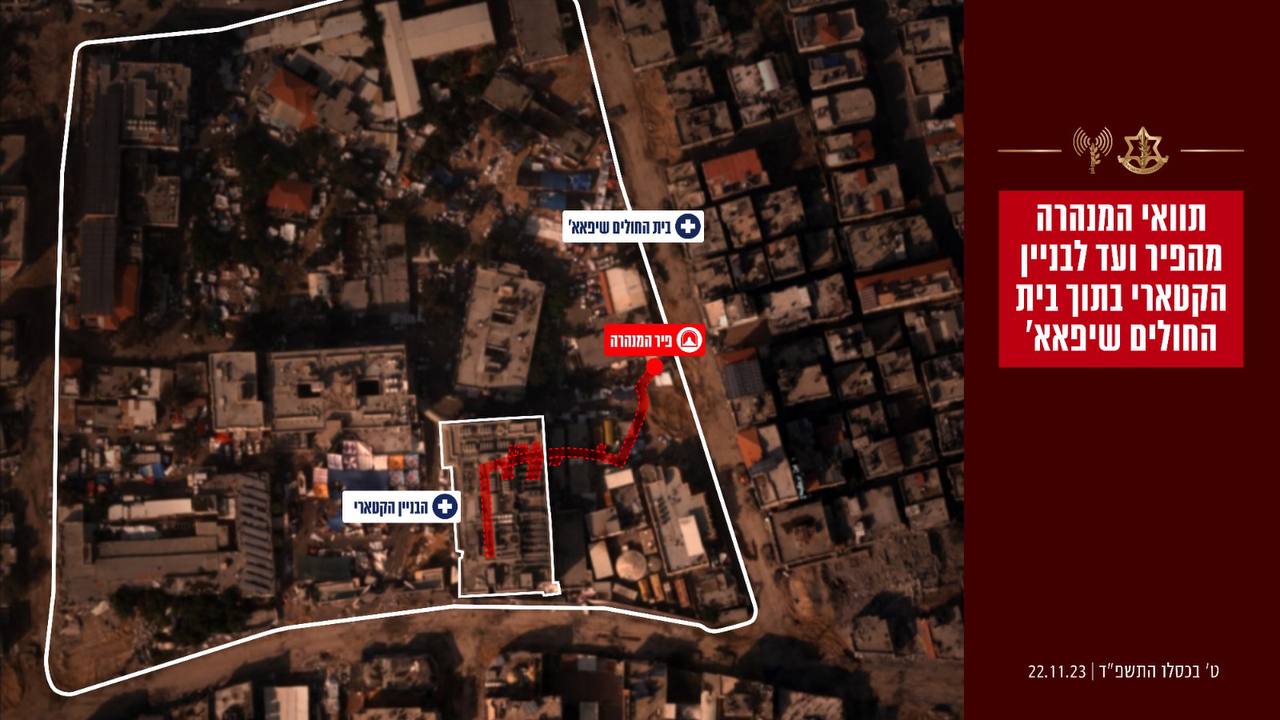 תוואי המנהרה
מהפיר ועד לבניין
הקטארי בתוך בית
החולים שיפאא'
בית החולים שיפאא'
פיר המנהרה
הבניין הקטארי
ט' בכסלו התשפ"ד | 22.11.23